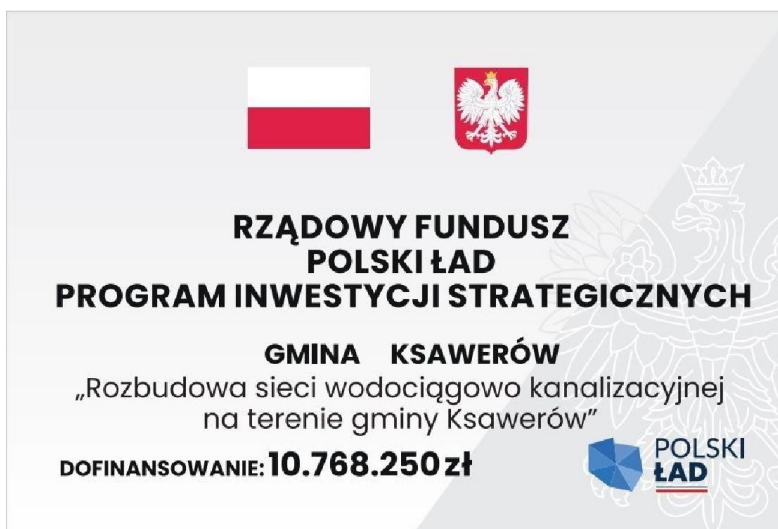 RZĄDOWY FUNDUSZ
POLSKI ŁAD
PROGRAM INWESTYCJI STRATEGICZNYCH
GMINA KSAWERÓW
„Rozbudowa sieci wodociągowo kanalizacyjnej
na terenie gminy Ksawerów”
DOFINANSOWANIE: 10.768.250 zł
POLSKI
ŁAD